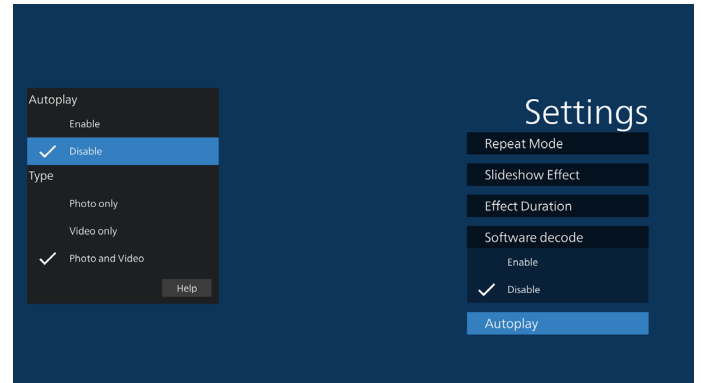 Autoplay
Enable
Disable
Type
Photo only
Video only
Photo and Video
Help
Settings
Repeat Mode
Slideshow Effect
Effect Duration
Software decode
Enable
Disable
Autoplay